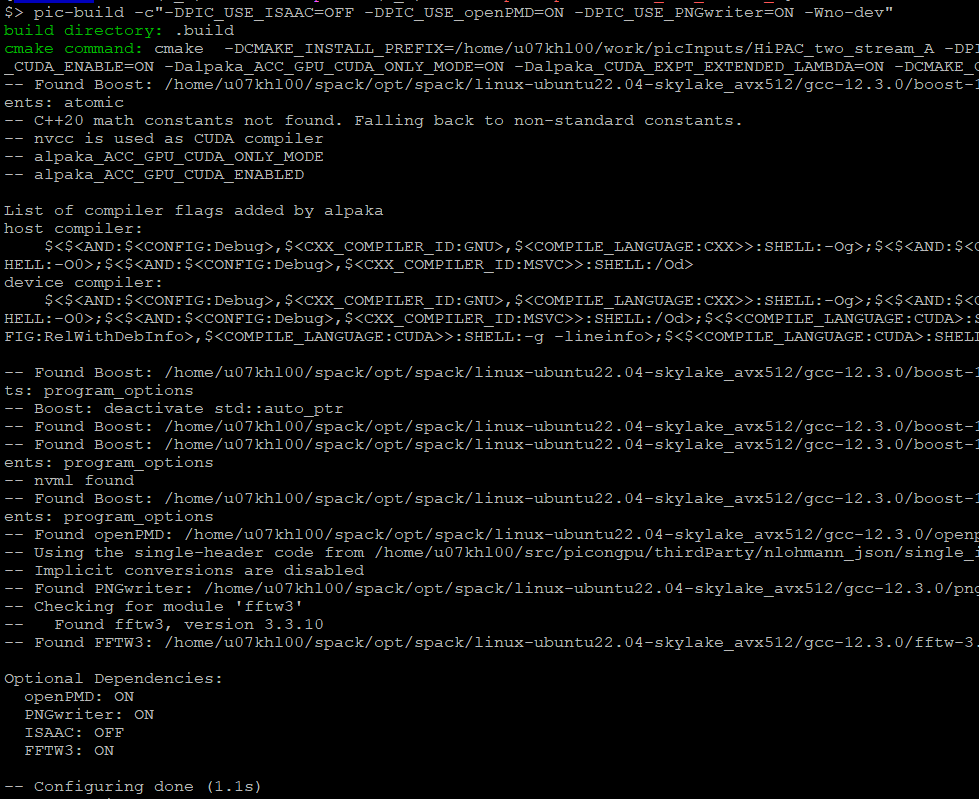 $> pic-build -c"-DPIC_USE_ISAAC=OFF -DPIC_USE_openPMD=ON -DPIC_USE_PNGwriter=ON -Wno-dev"
build directory: .build
cmake command: cmake  -DCMAKE_INSTALL_PREFIX=/home/u07khl00/work/picInputs/HiPAC_two_stream_A -DPI
_CUDA_ENABLE=ON -Dalpaka_ACC_GPU_CUDA_ONLY_MODE=ON -Dalpaka_CUDA_EXPT_EXTENDED_LAMBDA=ON -DCMAKE_C
-- Found Boost: /home/u07khl00/spack/opt/spack/linux-ubuntu22.04-skylake_avx512/gcc-12.3.0/boost-1
ents: atomic
-- C++20 math constants not found. Falling back to non-standard constants.
-- nvcc is used as CUDA compiler
-- alpaka_ACC_GPU_CUDA_ONLY_MODE
-- alpaka_ACC_GPU_CUDA_ENABLED

List of compiler flags added by alpaka
host compiler:
    $<$<AND:$<CONFIG:Debug>,$<CXX_COMPILER_ID:GNU>,$<COMPILE_LANGUAGE:CXX>>:SHELL:-Og>;$<$<AND:$<C
HELL:-O0>;$<$<AND:$<CONFIG:Debug>,$<CXX_COMPILER_ID:MSVC>>:SHELL:/Od>
device compiler:
    $<$<AND:$<CONFIG:Debug>,$<CXX_COMPILER_ID:GNU>,$<COMPILE_LANGUAGE:CXX>>:SHELL:-Og>;$<$<AND:$<C
HELL:-O0>;$<$<AND:$<CONFIG:Debug>,$<CXX_COMPILER_ID:MSVC>>:SHELL:/Od>;$<$<COMPILE_LANGUAGE:CUDA>:S
FIG:RelWithDebInfo>,$<COMPILE_LANGUAGE:CUDA>>:SHELL:-g -lineinfo>;$<$<COMPILE_LANGUAGE:CUDA>:SHELL

-- Found Boost: /home/u07khl00/spack/opt/spack/linux-ubuntu22.04-skylake_avx512/gcc-12.3.0/boost-1
ts: program_options
-- Boost: deactivate std::auto_ptr
-- Found Boost: /home/u07khl00/spack/opt/spack/linux-ubuntu22.04-skylake_avx512/gcc-12.3.0/boost-1
-- Found Boost: /home/u07khl00/spack/opt/spack/linux-ubuntu22.04-skylake_avx512/gcc-12.3.0/boost-1
ents: program_options
-- nvml found
-- Found Boost: /home/u07khl00/spack/opt/spack/linux-ubuntu22.04-skylake_avx512/gcc-12.3.0/boost-1
ents: program_options
-- Found openPMD: /home/u07khl00/spack/opt/spack/linux-ubuntu22.04-skylake_avx512/gcc-12.3.0/openp
-- Using the single-header code from /home/u07khl00/src/picongpu/thirdParty/nlohmann_json/single_i
-- Implicit conversions are disabled
-- Found PNGwriter: /home/u07khl00/spack/opt/spack/linux-ubuntu22.04-skylake_avx512/gcc-12.3.0/png
-- Checking for module 'fftw3'
--   Found fftw3, version 3.3.10
-- Found FFTW3: /home/u07khl00/spack/opt/spack/linux-ubuntu22.04-skylake_avx512/gcc-12.3.0/fftw-3.

Optional Dependencies:
  openPMD: ON
  PNGwriter: ON
  ISAAC: OFF
  FFTW3: ON

-- Configuring done (1.1s)